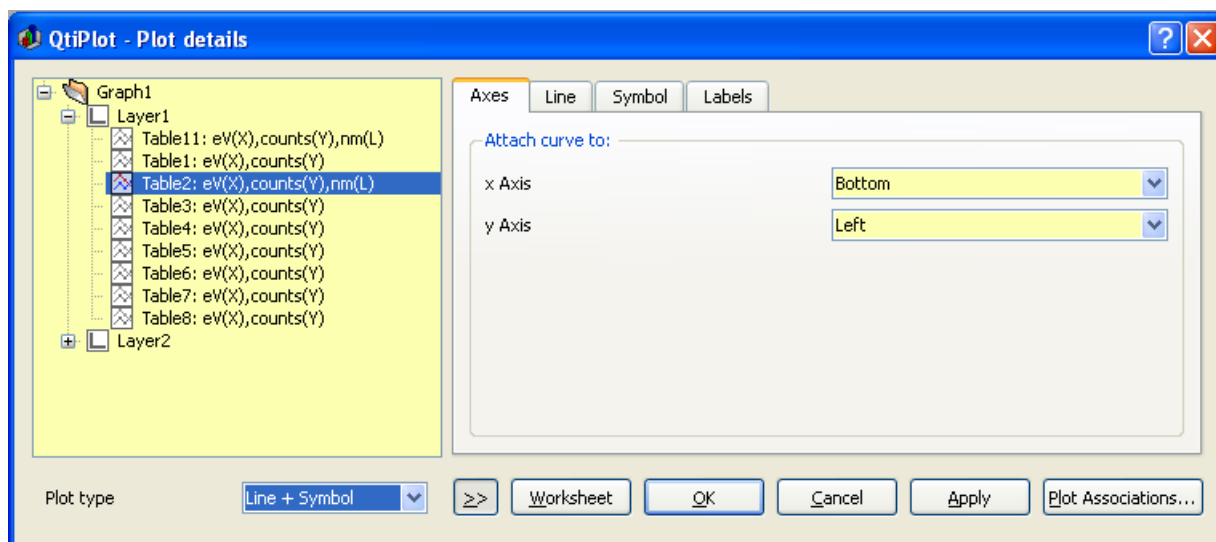 QtiPlot - Plot details
Graph1
Layer1
Table11: eV(X),counts(Y),nm(L)
Table1: eV(X),counts(Y)
Table2: eV(X),counts(Y),nm(L)
Table3: eV(X),counts(Y)
Table4: eV(X),counts(Y)
Table5: eV(X),counts(Y)
Table6: eV(X),counts(Y)
Table7: eV(X),counts(Y)
Table8: eV(X),counts(Y)
Layer2
Axes Line Symbol Labels
Attach curve to:
x Axis Bottom
y Axis Left
Plot type Line + Symbol >> Worksheet OK Cancel Apply Plot Associations...